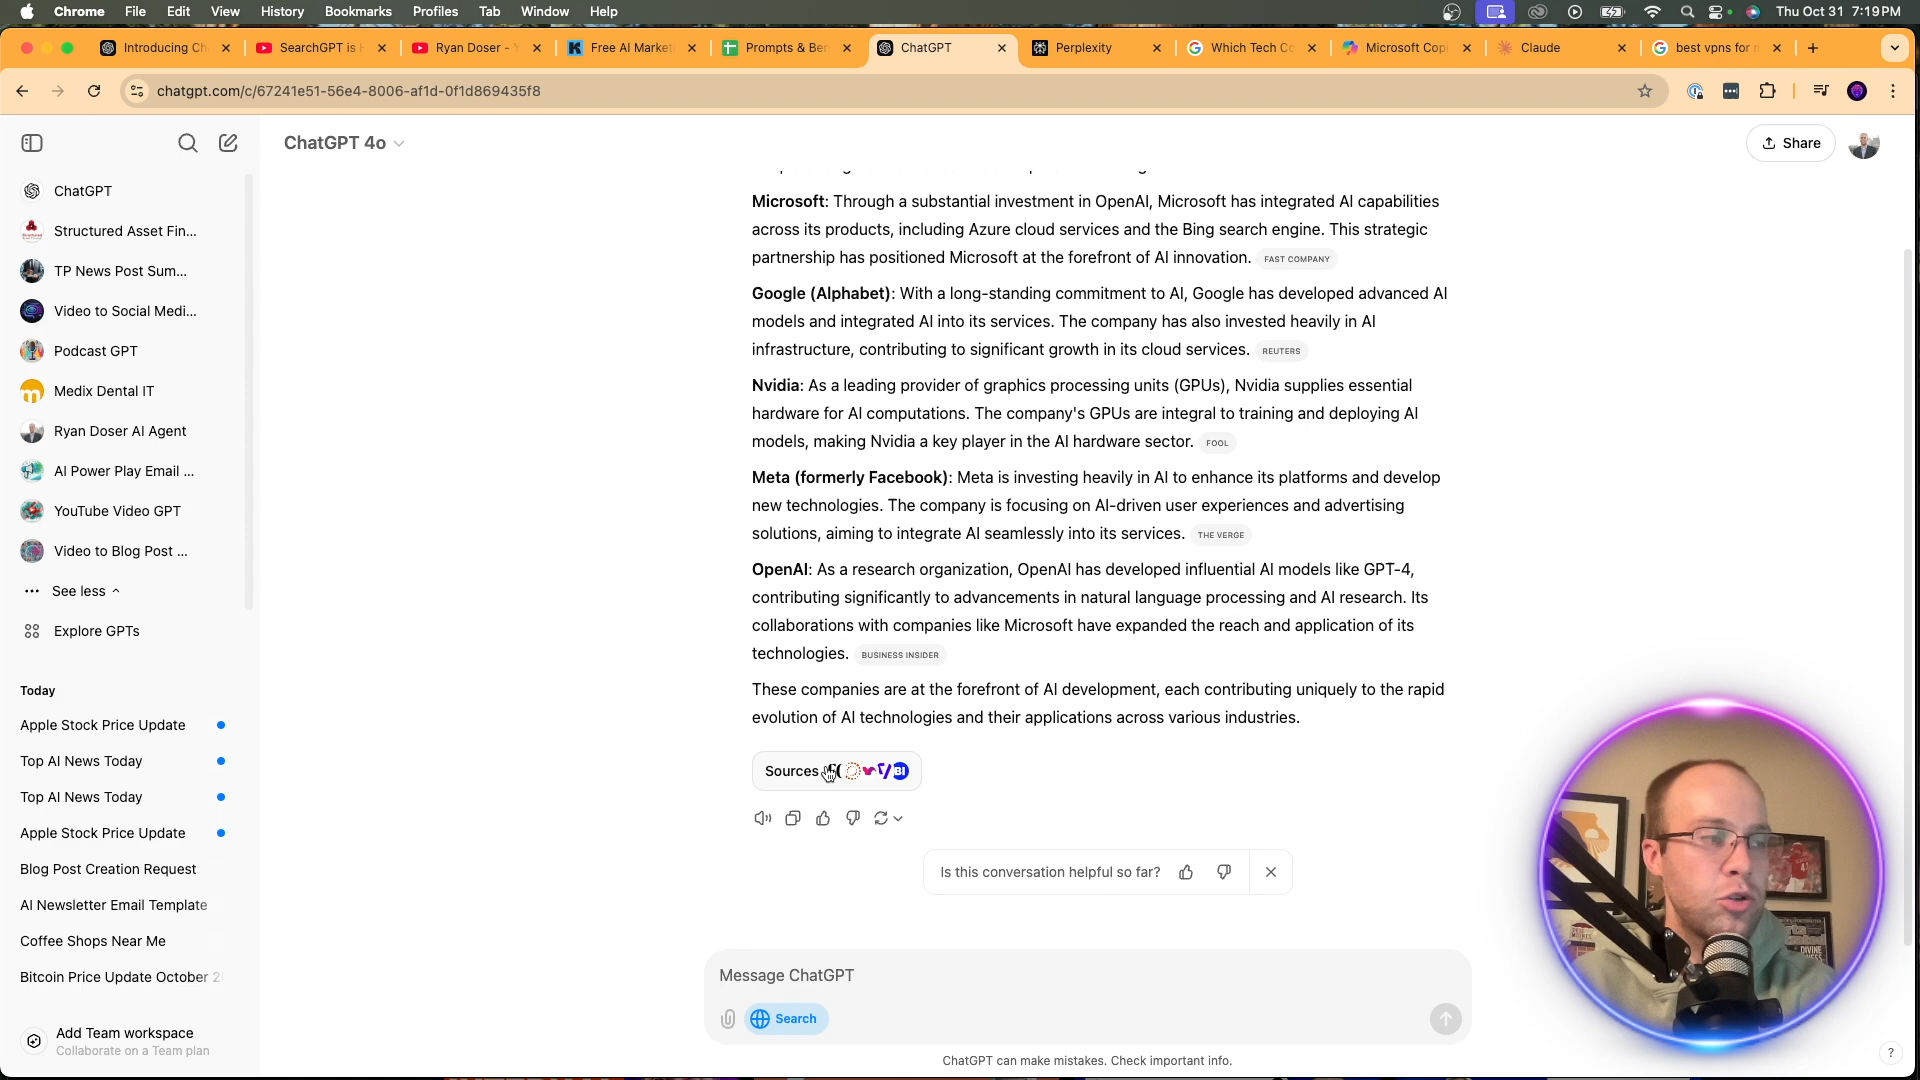 Chrome File Edit View History Bookmarks Profiles Tab Window Help Thu Oct 31 7:19 PM
Introducing Ch SearchGPT is Ryan Doser - Free AI Market Prompts & Be ChatGPT Perplexity Which Tech Co Microsoft Cop Claude best vpns for
chatgpt.com/c/67241e51-56e4-8006-af1d-0f1d869435f8
ChatGPT 4o
Share
ChatGPT
Structured Asset Fin...
TP News Post Sum...
Video to Social Medi...
Podcast GPT
Medix Dental IT
Ryan Doser AI Agent
AI Power Play Email ...
YouTube Video GPT
Video to Blog Post ...
See less
Explore GPTs
Today
Apple Stock Price Update
Top AI News Today
Top AI News Today
Apple Stock Price Update
Blog Post Creation Request
AI Newsletter Email Template
Coffee Shops Near Me
Bitcoin Price Update October 2
Add Team workspace
Collaborate on a Team plan
Microsoft: Through a substantial investment in OpenAI, Microsoft has integrated AI capabilities
across its products, including Azure cloud services and the Bing search engine. This strategic
partnership has positioned Microsoft at the forefront of AI innovation. FAST COMPANY
Google (Alphabet): With a long-standing commitment to AI, Google has developed advanced AI
models and integrated AI into its services. The company has also invested heavily in AI
infrastructure, contributing to significant growth in its cloud services. REUTERS
Nvidia: As a leading provider of graphics processing units (GPUs), Nvidia supplies essential
hardware for AI computations. The company's GPUs are integral to training and deploying AI
models, making Nvidia a key player in the AI hardware sector. FOOL
Meta (formerly Facebook): Meta is investing heavily in AI to enhance its platforms and develop
new technologies. The company is focusing on AI-driven user experiences and advertising
solutions, aiming to integrate AI seamlessly into its services. THE VERGE
OpenAI: As a research organization, OpenAI has developed influential AI models like GPT-4,
contributing significantly to advancements in natural language processing and AI research. Its
collaborations with companies like Microsoft have expanded the reach and application of its
technologies. BUSINESS INSIDER
These companies are at the forefront of AI development, each contributing uniquely to the rapid
evolution of AI technologies and their applications across various industries.
Sources BI
Is this conversation helpful so far?
Message ChatGPT
Search
ChatGPT can make mistakes. Check important info.
?
DIVINE